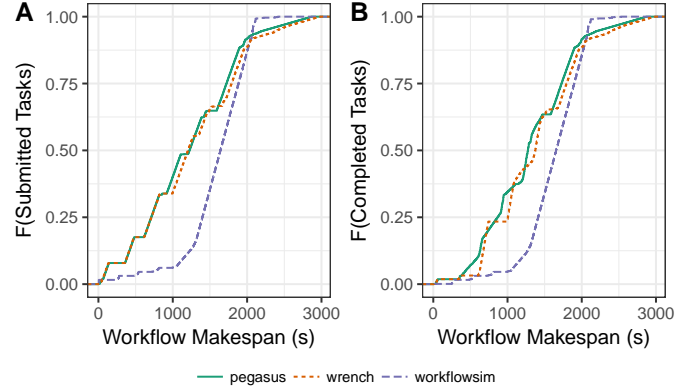 A
B
F(Submitted Tasks)
1.00
0.75
0.50
0.25
0.00
0
1000
2000
3000
Workflow Makespan (s)
F(Completed Tasks)
1.00
0.75
0.50
0.25
0.00
0
1000
2000
3000
Workflow Makespan (s)
pegasus wrench workflowsim